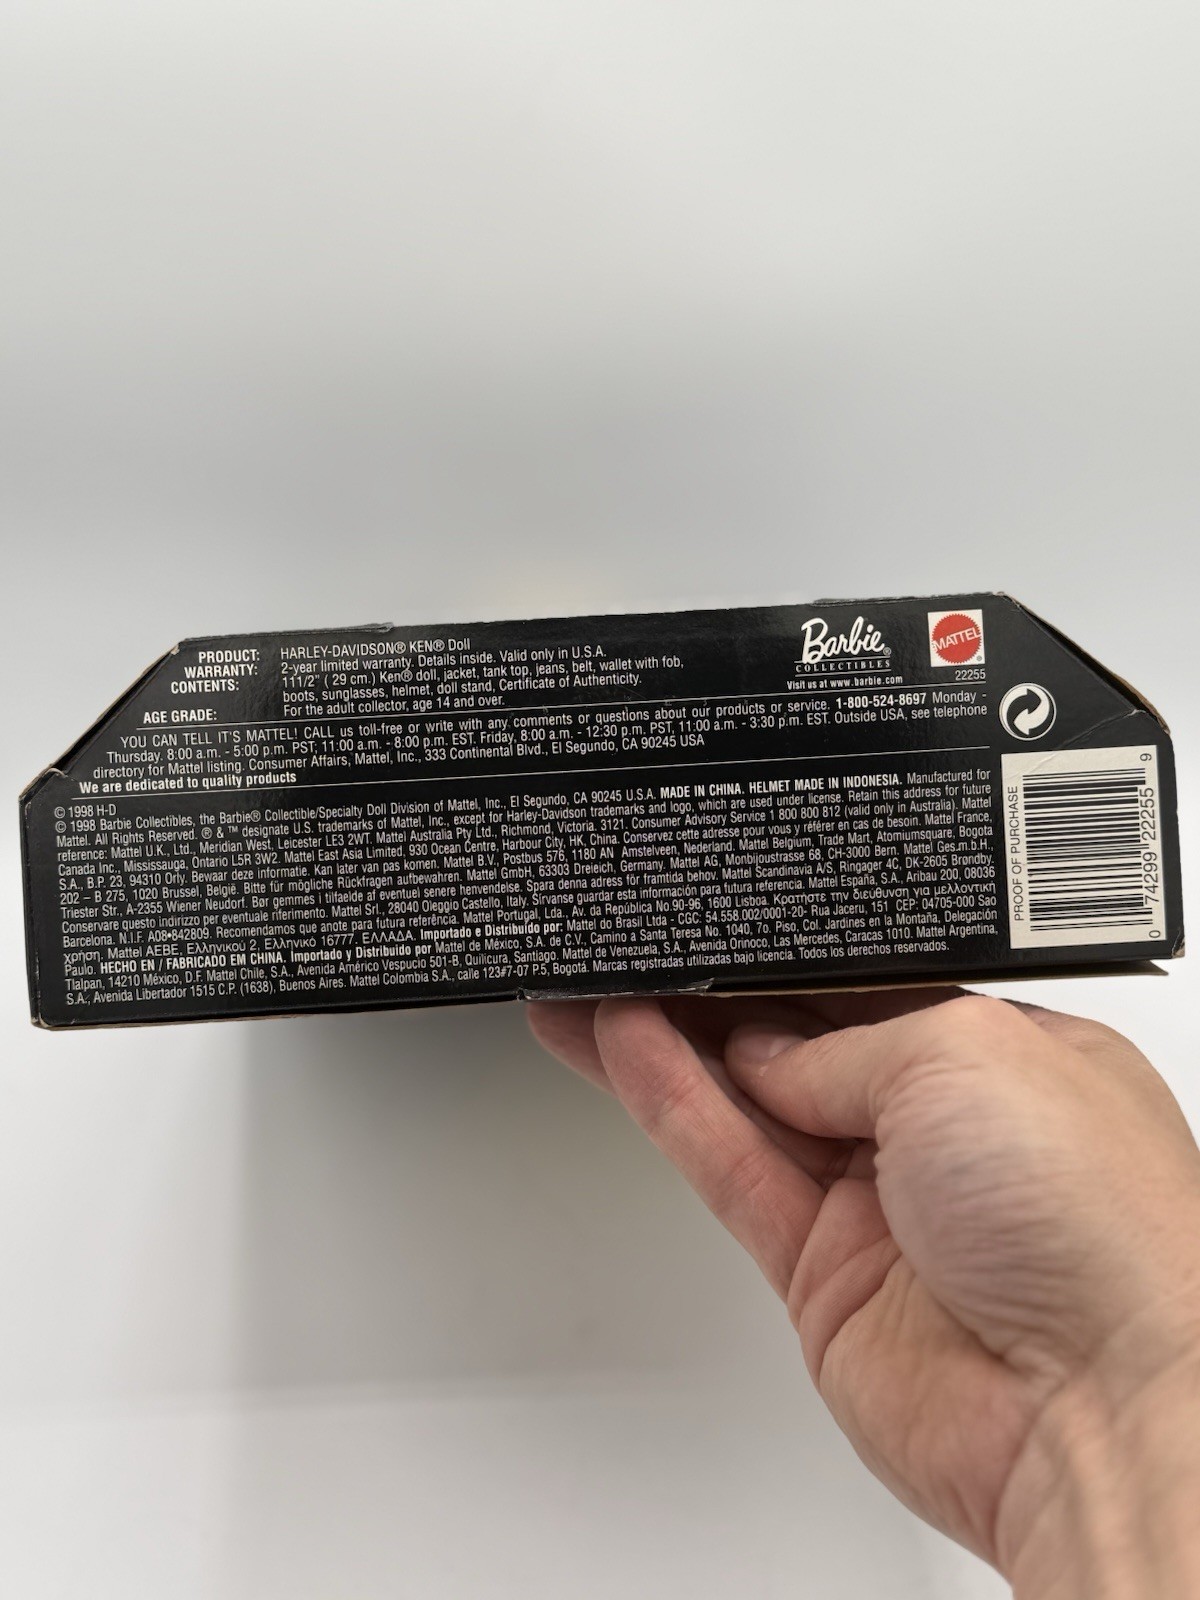 PRODUCT: HARLEY-DAVIDSON® KEN® Doll
WARRANTY: 2-year limited warranty. Details inside. Valid only in U.S.A.
CONTENTS: 111/2" ( 29 cm.) Ken® doll, jacket, tank top, jeans, belt, wallet with fob,
boots, sunglasses, helmet, doll stand, Certificate of Authenticity.
AGE GRADE: For the adult collector, age 14 and over.
Barbie®
COLLECTIBLES
Visit us at www.barbie.com
MATTEL®
22255
YOU CAN TELL IT'S MATTEL! CALL us toll-free or write with any comments or questions about our products or service. 1-800-524-8697 Monday -
Thursday. 8:00 a.m. - 5:00 p.m. PST, 11:00 a.m. - 8:00 p.m. EST. Friday, 8:00 a.m. - 12:30 p.m. PST, 11:00 a.m. - 3:30 p.m. EST. Outside USA, see telephone
directory for Mattel listing. Consumer Affairs, Mattel, Inc., 333 Continental Blvd., El Segundo, CA 90245 USA
We are dedicated to quality products
© 1998 H-D
© 1998 Barbie Collectibles, the Barbie® Collectible/Specialty Doll Division of Mattel, Inc., El Segundo, CA 90245 U.S.A. MADE IN CHINA. HELMET MADE IN INDONESIA. Manufactured for
Mattel. All Rights Reserved. ® & ™ designate U.S. trademarks of Mattel, Inc., except for Harley-Davidson trademarks and logo, which are used under license. Retain this address for future
reference: Mattel U.K., Ltd., Meridian West, Leicester LE3 2WT. Mattel Australia Pty Ltd., Richmond, Victoria. 3121. Consumer Advisory Service 1 800 800 812 (valid only in Australia). Mattel
Canada Inc., Mississauga, Ontario L5R 3W2. Mattel East Asia Limited, 930 Ocean Centre, Harbour City, HK, China. Conservez cette adresse pour vous y référer en cas de besoin. Mattel France,
S.A., B.P. 23, 94310 Orly. Bewaar deze informatie. Kan later van pas komen. Mattel B.V., Postbus 576, 1180 AN Amstelveen, Nederland. Mattel Belgium, Trade Mart, Atomiumsquare, Bogota
202 – B 275, 1020 Brussel, België. Bitte für mögliche Rückfragen aufbewahren. Mattel GmbH, 63303 Dreieich, Germany. Mattel AG, Monbijoustrasse 68, CH-3000 Bern. Mattel Ges.m.b.H.,
Triester Str., A-2355 Wiener Neudorf. Bør gemmes i tilfælde af eventuel senere henvendelse. Spara denna adress för framtida behov. Mattel Scandinavia A/S, Ringager 4C, DK-2605 Brøndby.
Conservare questo indirizzo per eventuale riferimento. Mattel Srl., 28040 Oleggio Castello, Italy. Sírvanse guardar esta información para futura referencia. Mattel España, S.A., Aribau 200, 08036
Barcelona. N.I.F. A08•842809. Recomendamos que anote para futura referência. Mattel Portugal, Lda., Av. da República No.90-96, 1600 Lisboa. Κρατήστε την διεύθυνση για μελλοντική
χρήση, Mattel AEBE, Ελληνικού 2, Ελληνικό 16777. ΕΛΛΑΔΑ. Importado e Distribuido por: Mattel do Brasil Ltda - CGC: 54.558.002/0001-20- Rua Jaceru, 151 CEP: 04705-000 Sao
Paulo. HECHO EN / FABRICADO EM CHINA. Importado y Distribuido por Mattel de México, S.A. de C.V., Camino a Santa Teresa No. 1040, 7o. Piso, Col. Jardines en la Montaña, Delegación
Tlalpan, 14210 México, D.F. Mattel Chile, S.A., Avenida Américo Vespucio 501-B, Quilicura, Santiago. Mattel de Venezuela, S.A., Avenida Orinoco, Las Mercedes, Caracas 1010. Mattel Argentina,
S.A., Avenida Libertador 1515 C.P. (1638), Buenos Aires. Mattel Colombia S.A., calle 123#7-07 P.5, Bogotá. Marcas registradas utilizadas bajo licencia. Todos los derechos reservados.
PROOF OF PURCHASE
0 74299 22255 9